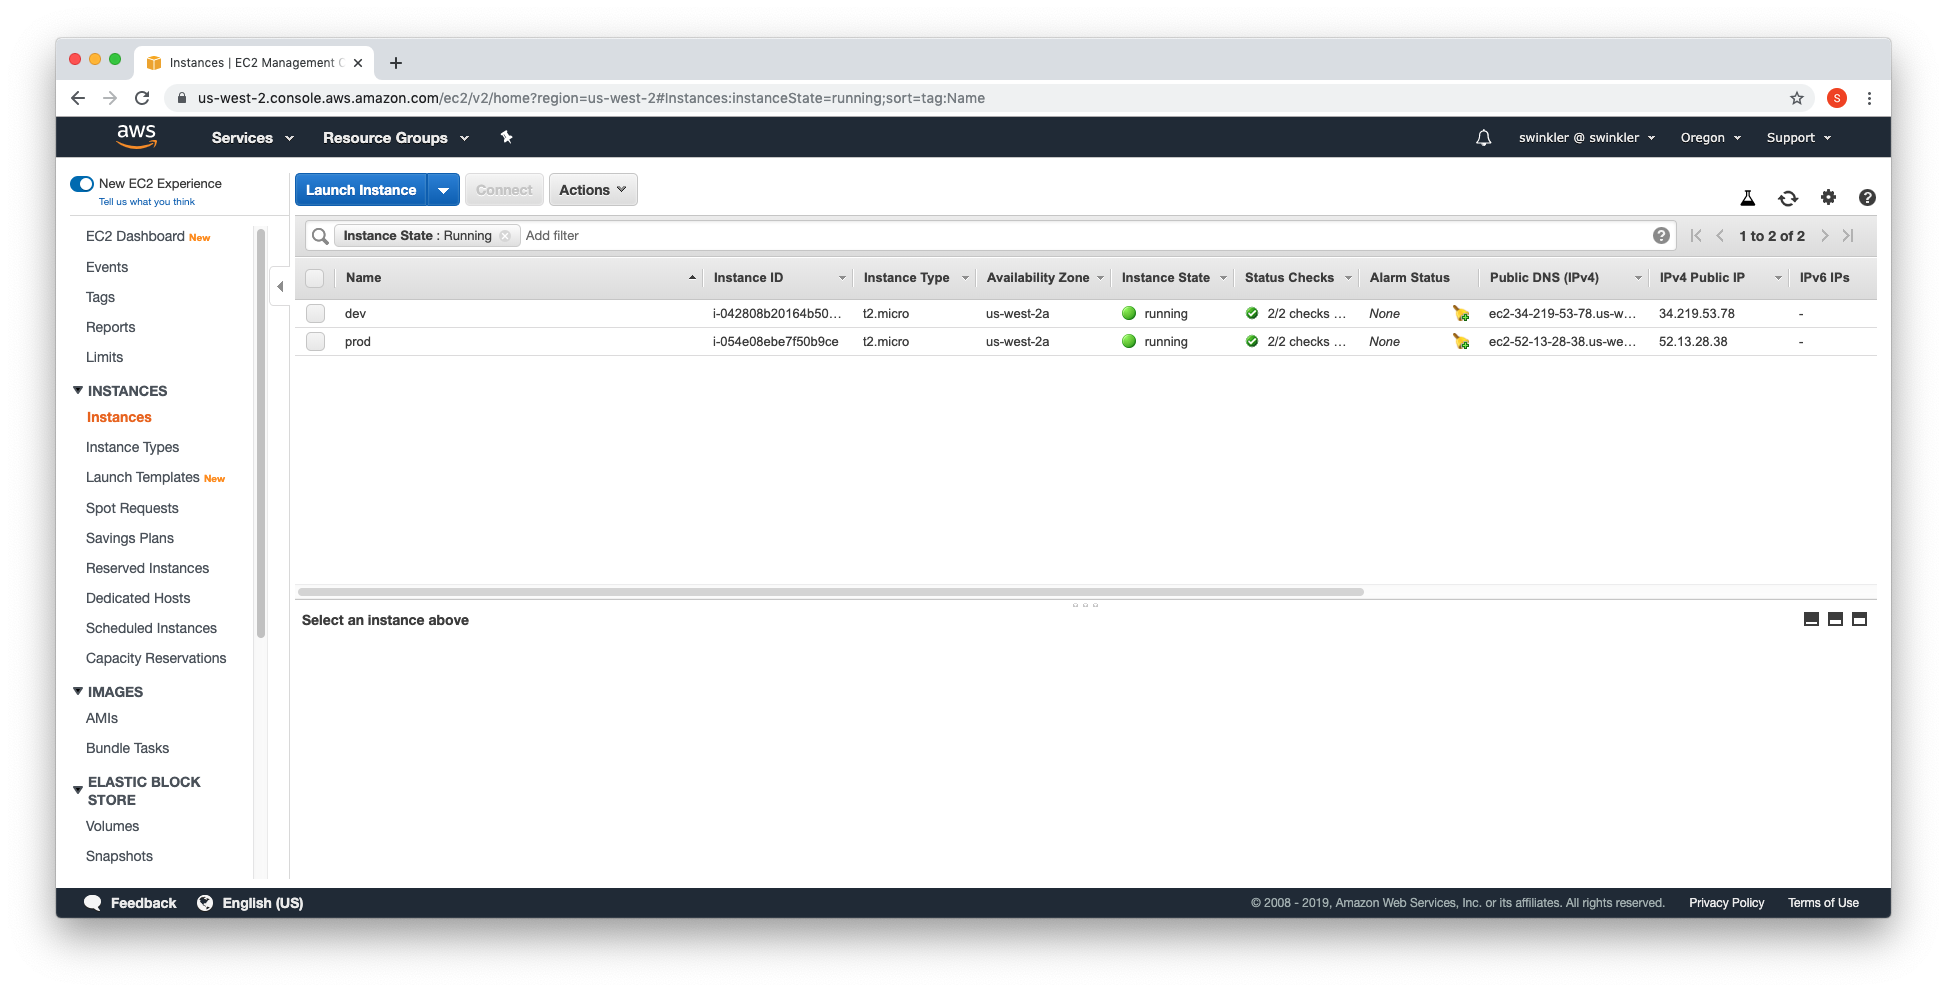 Instances | EC2 Management C
us-west-2.console.aws.amazon.com/ec2/v2/home?region=us-west-2#Instances:instanceState=running;sort=tag:Name
S
aws Services Resource Groups swinkler @ swinkler Oregon Support
New EC2 Experience
Tell us what you think
EC2 Dashboard New
Events
Tags
Reports
Limits
INSTANCES
Instances
Instance Types
Launch Templates New
Spot Requests
Savings Plans
Reserved Instances
Dedicated Hosts
Scheduled Instances
Capacity Reservations
IMAGES
AMIs
Bundle Tasks
ELASTIC BLOCK
STORE
Volumes
Snapshots
Launch Instance Connect Actions
Instance State : Running Add filter 1 to 2 of 2
Name Instance ID Instance Type Availability Zone Instance State Status Checks Alarm Status Public DNS (IPv4) IPv4 Public IP IPv6 IPs
dev i-042808b20164b50... t2.micro us-west-2a running 2/2 checks ... None ec2-34-219-53-78.us-w... 34.219.53.78 -
prod i-054e08ebe7f50b9ce t2.micro us-west-2a running 2/2 checks ... None ec2-52-13-28-38.us-we... 52.13.28.38 -
Select an instance above
Feedback English (US) © 2008 - 2019, Amazon Web Services, Inc. or its affiliates. All rights reserved. Privacy Policy Terms of Use